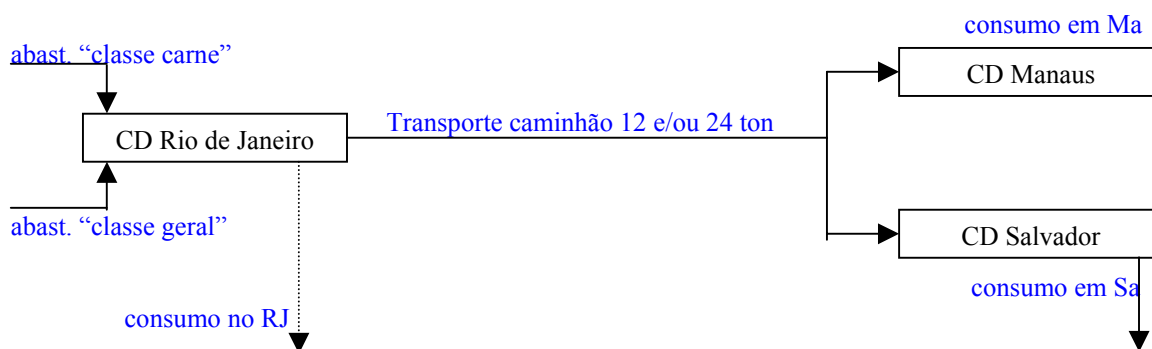 consumo em Ma
abast. “classe carne”
CD Manaus
Transporte caminhão 12 e/ou 24 ton
CD Rio de Janeiro
abast. “classe geral”
CD Salvador
consumo em Sa
consumo no RJ